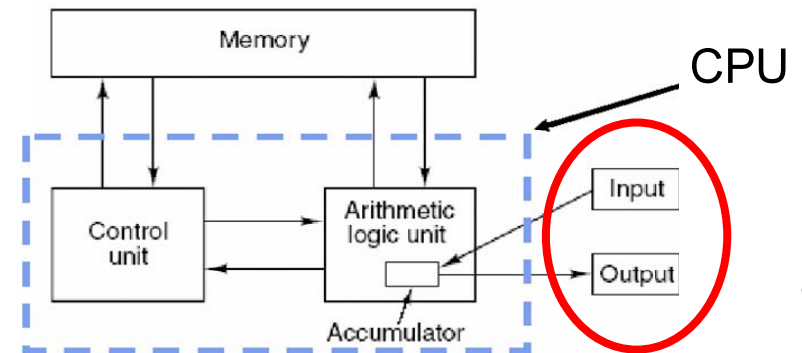 Memory
CPU
Control
unit
Arithmetic
logic unit
Input
Output
Accumulator